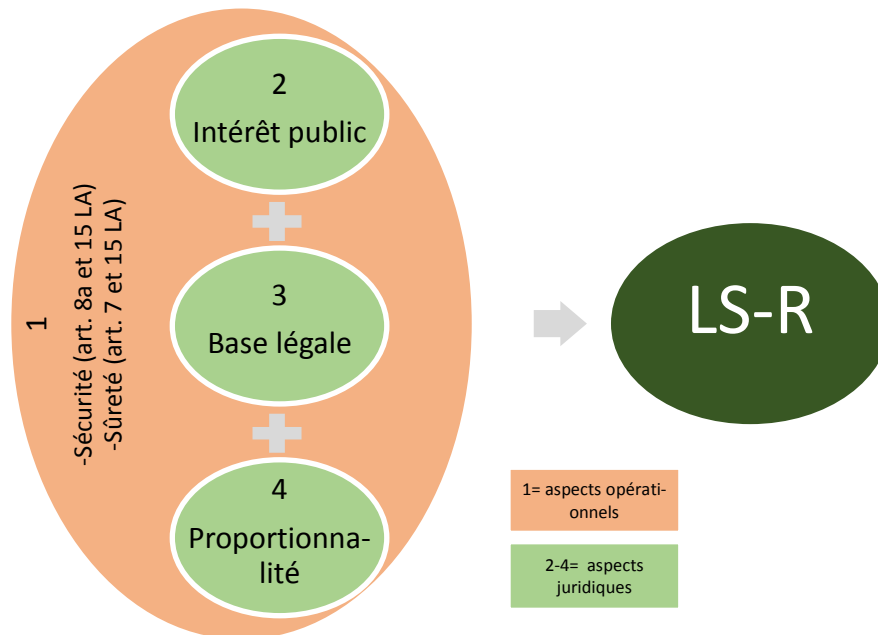 1
-Sécurité (art. 8a et 15 LA)
-Sûreté (art. 7 et 15 LA)
2
Intérêt public
3
Base légale
4
Proportionna-
lité
LS-R
1= aspects opérati-
onnels
2-4= aspects
juridiques